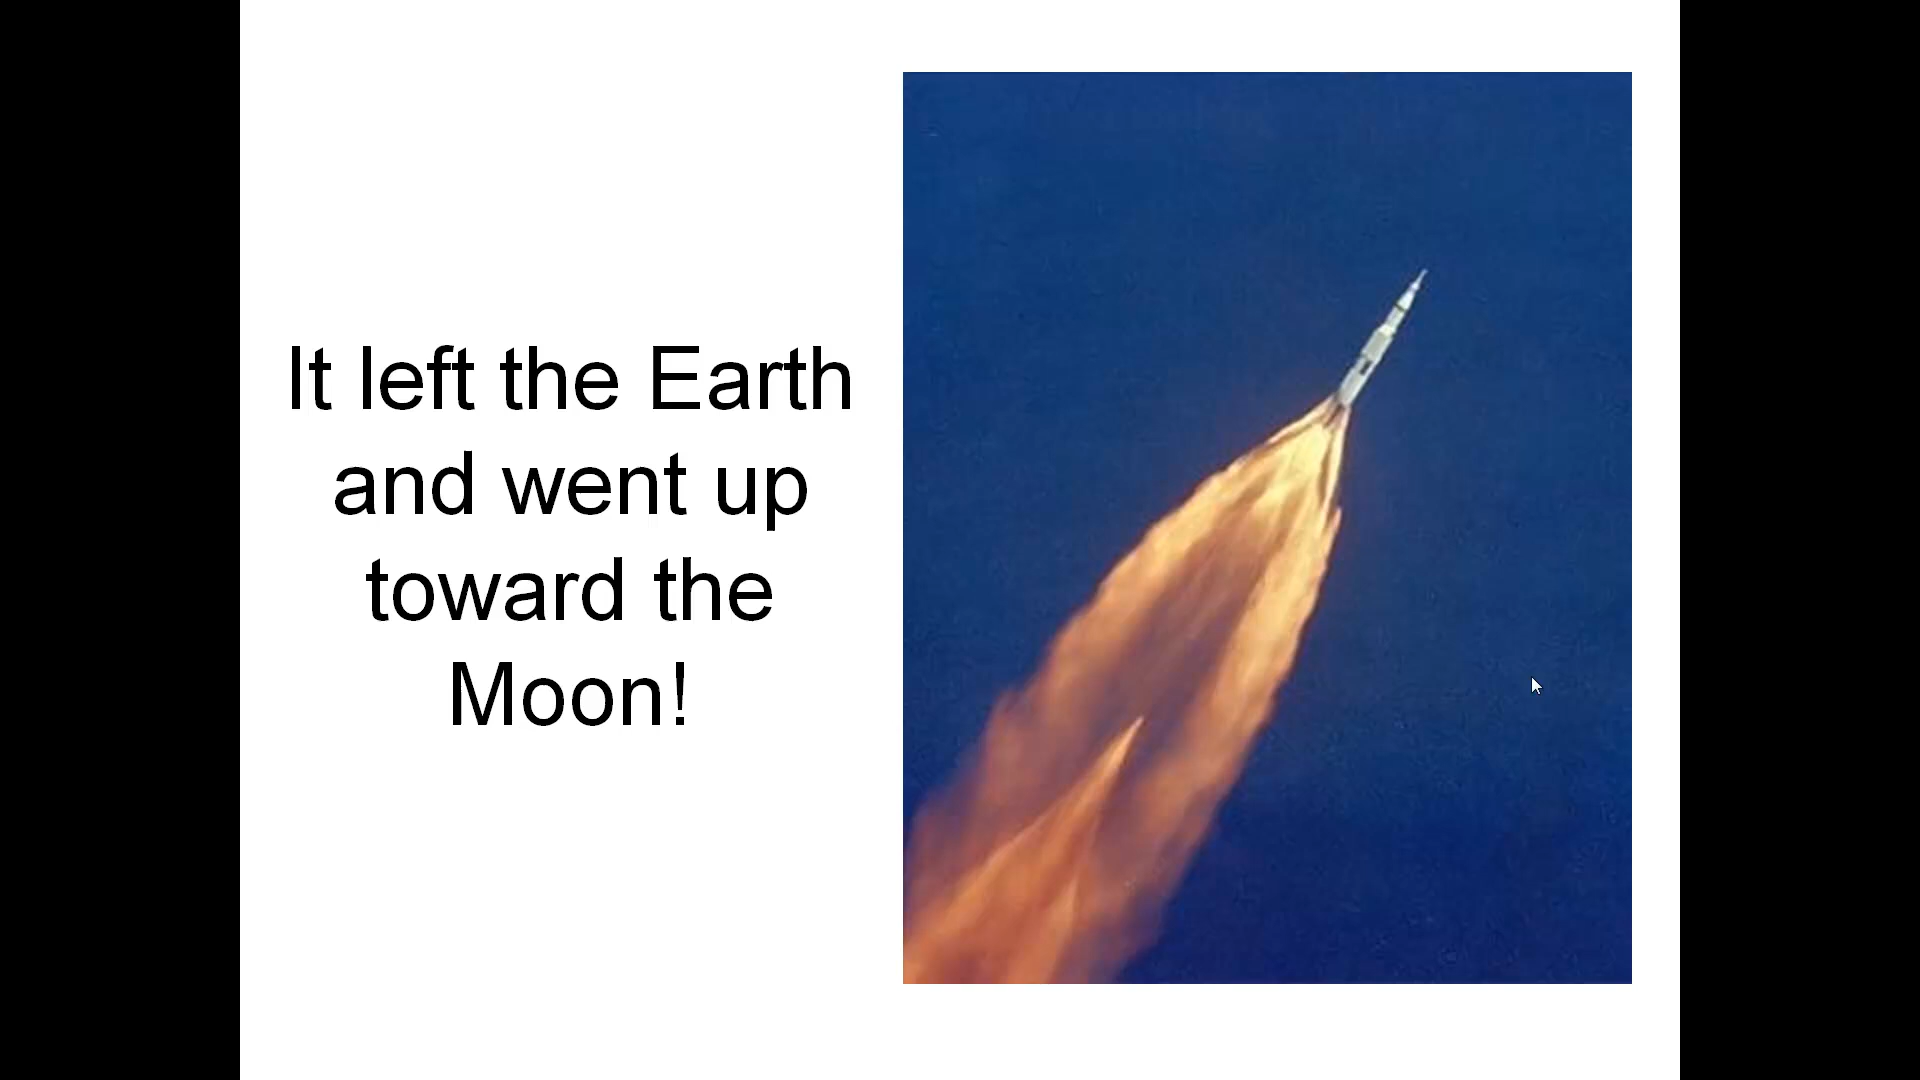 It left the Earth
and went up
toward the
Moon!